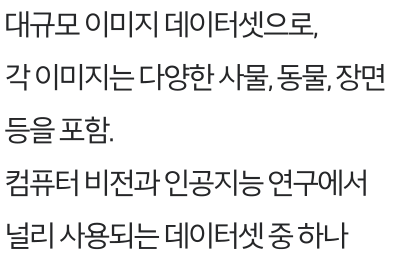 대규모 이미지 데이터셋으로,
각 이미지는 다양한 사물, 동물, 장면
등을 포함.
컴퓨터 비전과 인공지능 연구에서
널리 사용되는 데이터셋 중 하나